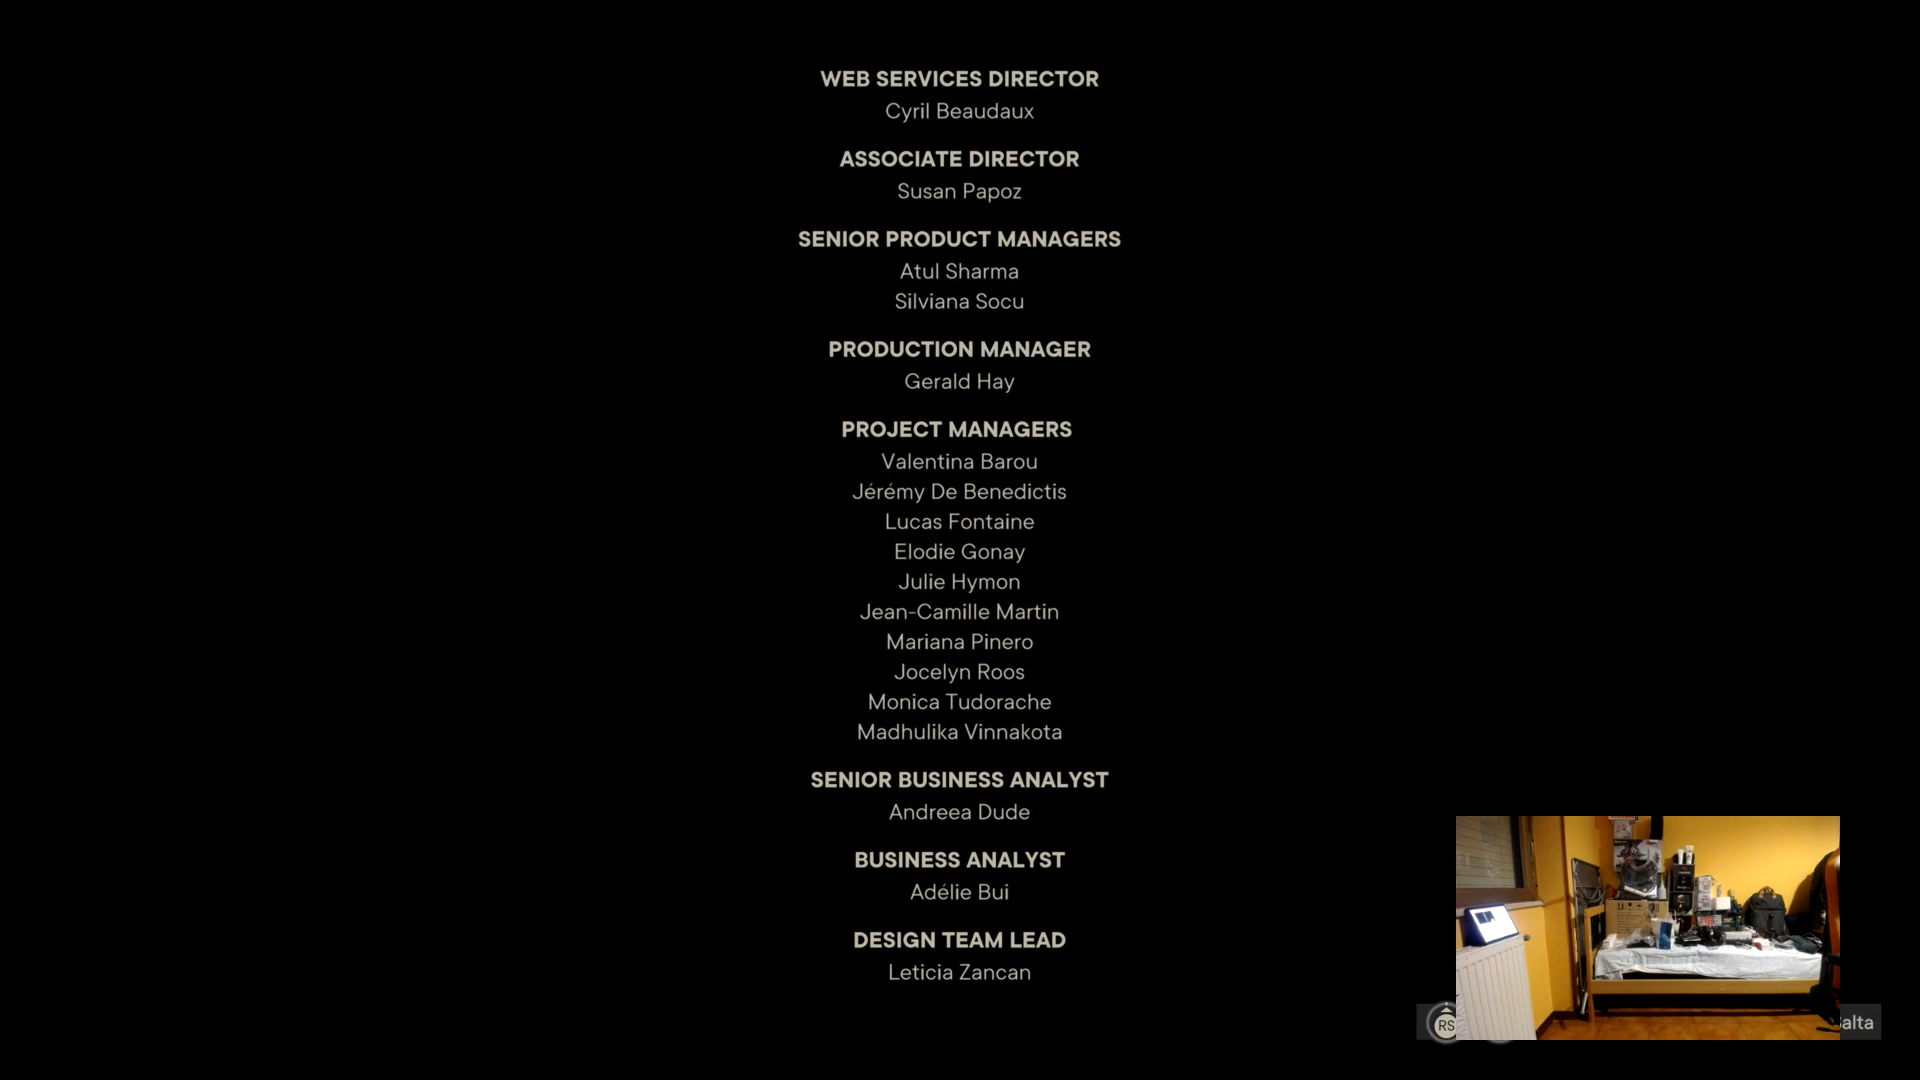 WEB SERVICES DIRECTOR
Cyril Beaudaux
ASSOCIATE DIRECTOR
Susan Papoz
SENIOR PRODUCT MANAGERS
Atul Sharma
Silviana Socu
PRODUCTION MANAGER
Gerald Hay
PROJECT MANAGERS
Valentina Barou
Jérémy De Benedictis
Lucas Fontaine
Elodie Gonay
Julie Hymon
Jean-Camille Martin
Mariana Pinero
Jocelyn Roos
Monica Tudorache
Madhulika Vinnakota
SENIOR BUSINESS ANALYST
Andreea Dude
BUSINESS ANALYST
Adélie Bui
DESIGN TEAM LEAD
Leticia Zancan
RS